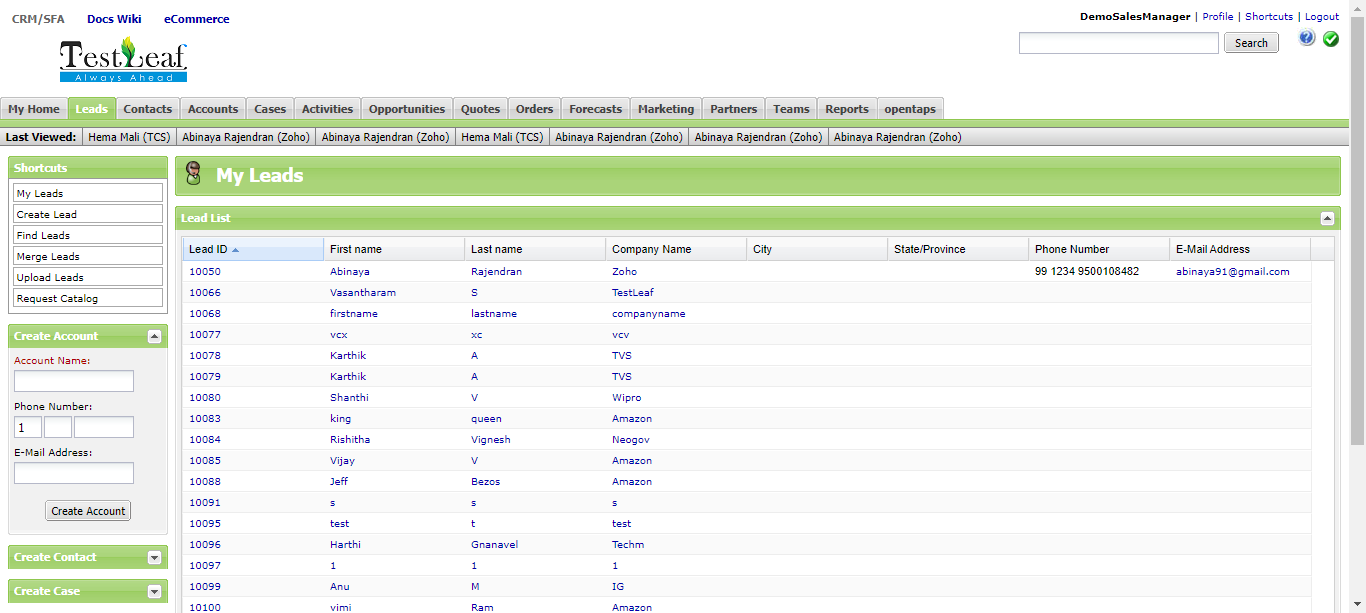 CRM/SFA Docs Wiki eCommerce
DemoSalesManager | Profile | Shortcuts | Logout
TestLeaf
Always Ahead
Search
My Home Leads Contacts Accounts Cases Activities Opportunities Quotes Orders Forecasts Marketing Partners Teams Reports opentaps
Last Viewed: Hema Mali (TCS) Abinaya Rajendran (Zoho) Abinaya Rajendran (Zoho) Hema Mali (TCS) Abinaya Rajendran (Zoho) Abinaya Rajendran (Zoho) Abinaya Rajendran (Zoho)
Shortcuts
My Leads
Create Lead
Find Leads
Merge Leads
Upload Leads
Request Catalog
Create Account
Account Name:
Phone Number:
1
E-Mail Address:
Create Account
Create Contact
Create Case
My Leads
Lead List
Lead ID First name Last name Company Name City State/Province Phone Number E-Mail Address
10050 Abinaya Rajendran Zoho 99 1234 9500108482 abinaya91@gmail.com
10066 Vasantharam S TestLeaf
10068 firstname lastname companyname
10077 vcx xc vcv
10078 Karthik A TVS
10079 Karthik A TVS
10080 Shanthi V Wipro
10083 king queen Amazon
10084 Rishitha Vignesh Neogov
10085 Vijay V Amazon
10088 Jeff Bezos Amazon
10091 s s s
10095 test t test
10096 Harthi Gnanavel Techm
10097 1 1 1
10099 Anu M IG
10100 vimi Ram Amazon